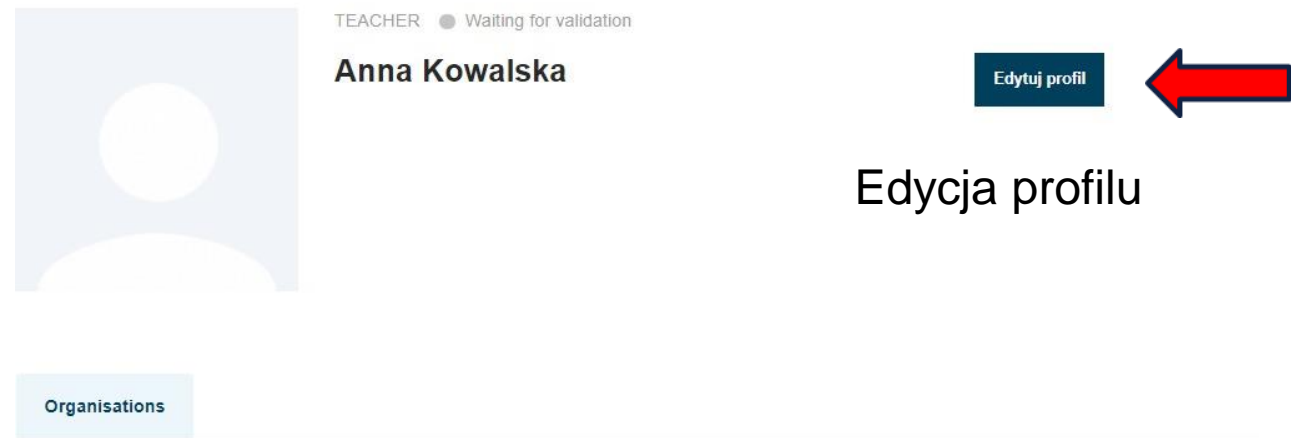 TEACHER Waiting for validation
Anna Kowalska
Edytuj profil
Edycja profilu
Organisations